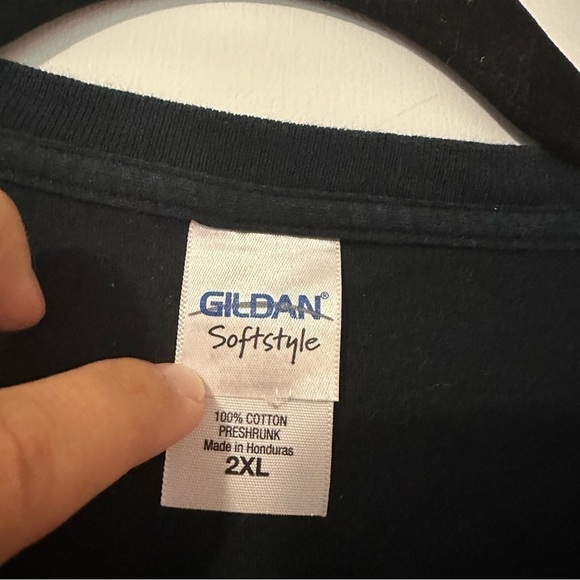 GILDAN®
Softstyle
100% COTTON
PRESHRUNK
Made in Honduras
2XL